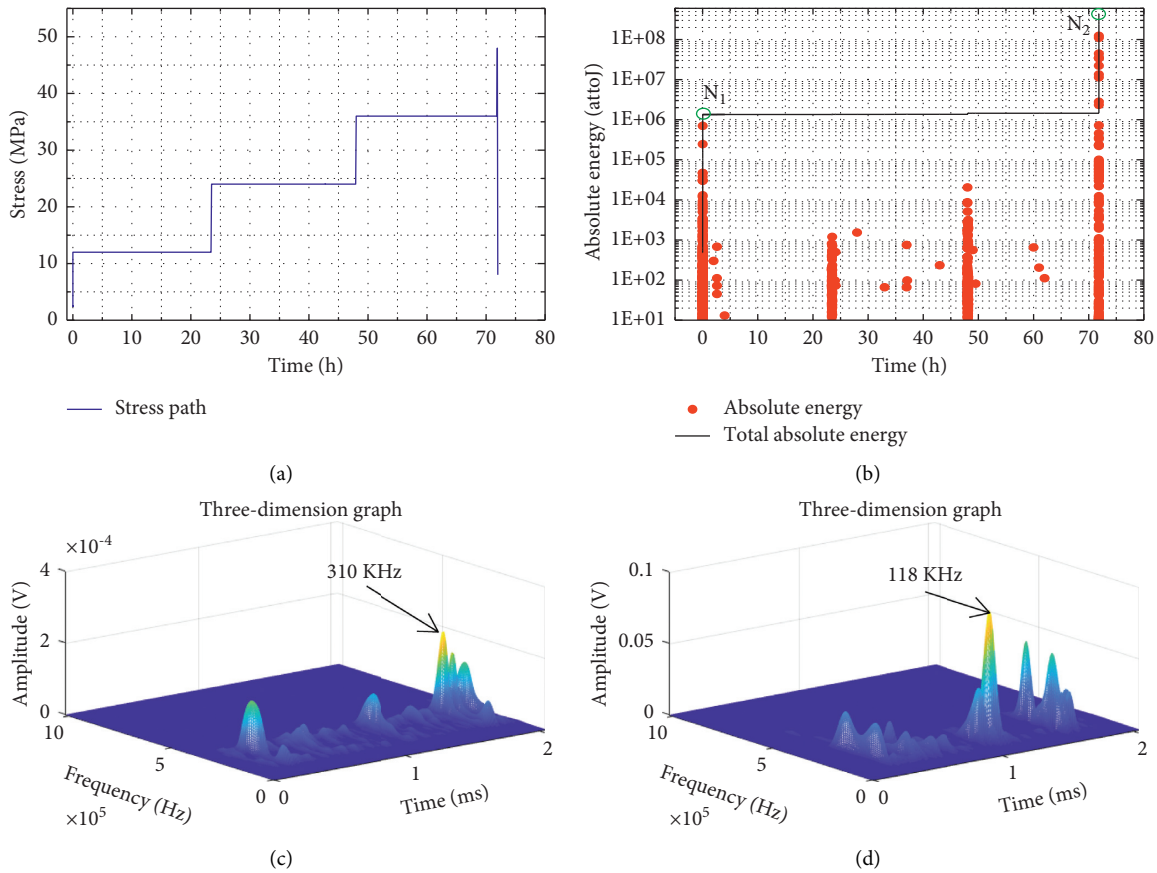 50
40
30
20
10
0
Stress (MPa)
0 10 20 30 40 50 60 70 80
Time (h)
Stress path
(a)
1E+08
1E+07
1E+06
1E+05
1E+04
1E+03
1E+02
1E+01
Absolute energy (attoJ)
N1
N2
0 10 20 30 40 50 60 70 80
Time (h)
Absolute energy
Total absolute energy
(b)
Three-dimension graph
×10-4
4
2
0
Amplitude (V)
310 KHz
10
5
0
Frequency (Hz)
×105
0
1
2
Time (ms)
(c)
Three-dimension graph
0.1
0.05
0
Amplitude (V)
118 KHz
10
5
0
Frequency (Hz)
×105
0
1
2
Time (ms)
(d)